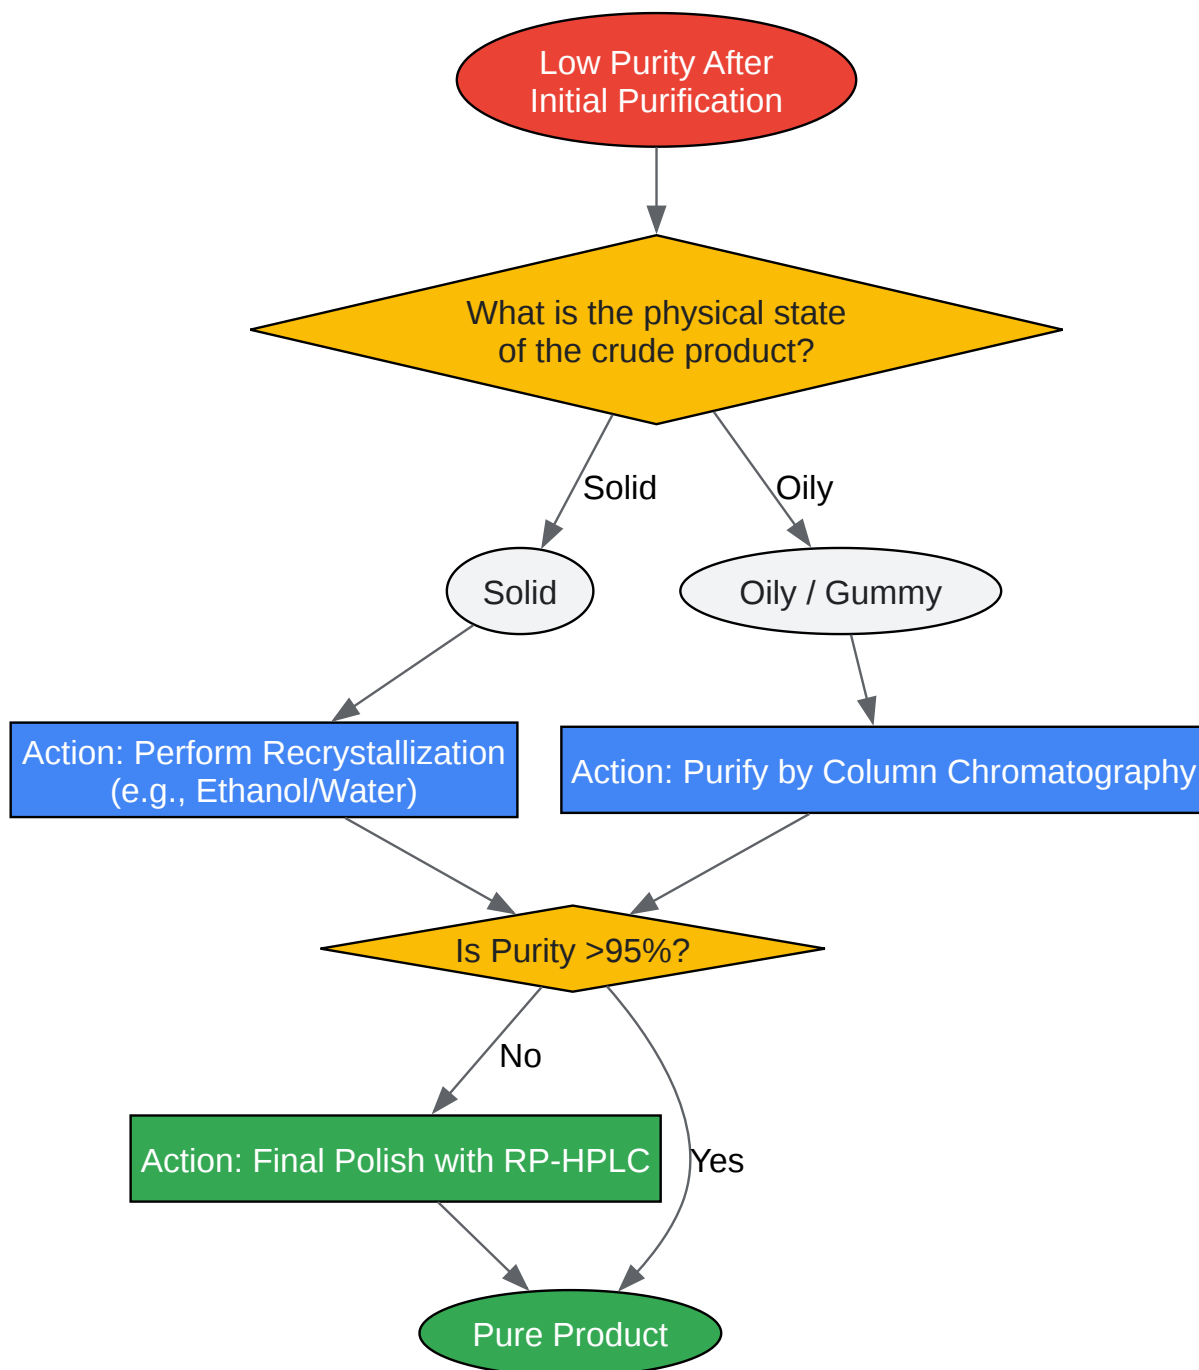 Low Purity After
Initial Purification
What is the physical state
of the crude product?
Solid
Oily
Solid
Oily / Gummy
Action: Perform Recrystallization
(e.g., Ethanol/Water)
Action: Purify by Column Chromatography
Is Purity >95%?
No
Action: Final Polish with RP-HPLC
Yes
Pure Product